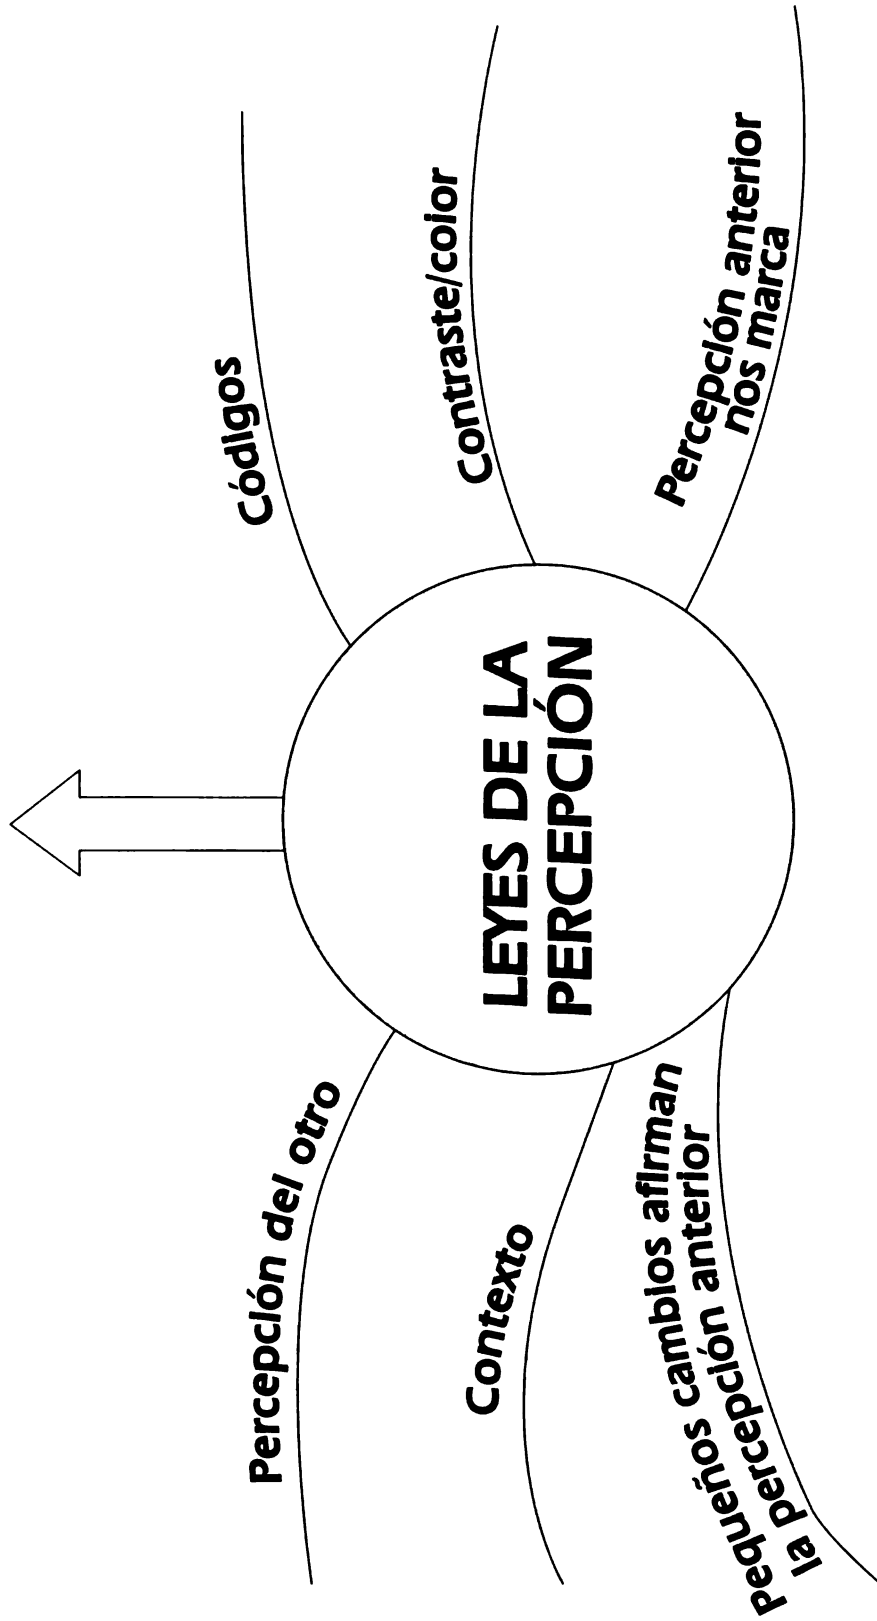 Percepción del otro
Contexto
Pequeños cambios afirman
la percepción anterior
LEYES DE LA
PERCEPCIÓN
Códigos
Contraste/color
Percepción anterior
nos marca